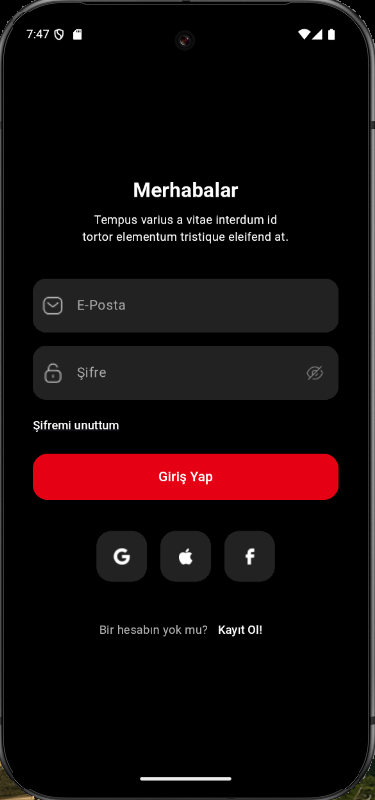 7:47
Merhabalar
Tempus varius a vitae interdum id
tortor elementum tristique eleifend at.
E-Posta
Şifre
Şifremi unuttum
Giriş Yap
Bir hesabın yok mu? Kayıt Ol!